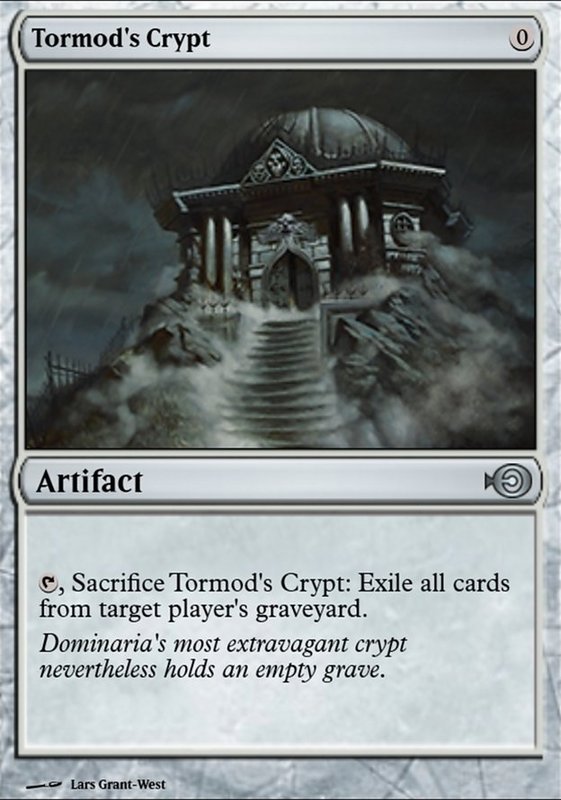 Tormod's Crypt 0
Artifact
, Sacrifice Tormod's Crypt: Exile all cards
from target player's graveyard.
Dominaria's most extravagant crypt
nevertheless holds an empty grave.
Lars Grant-West